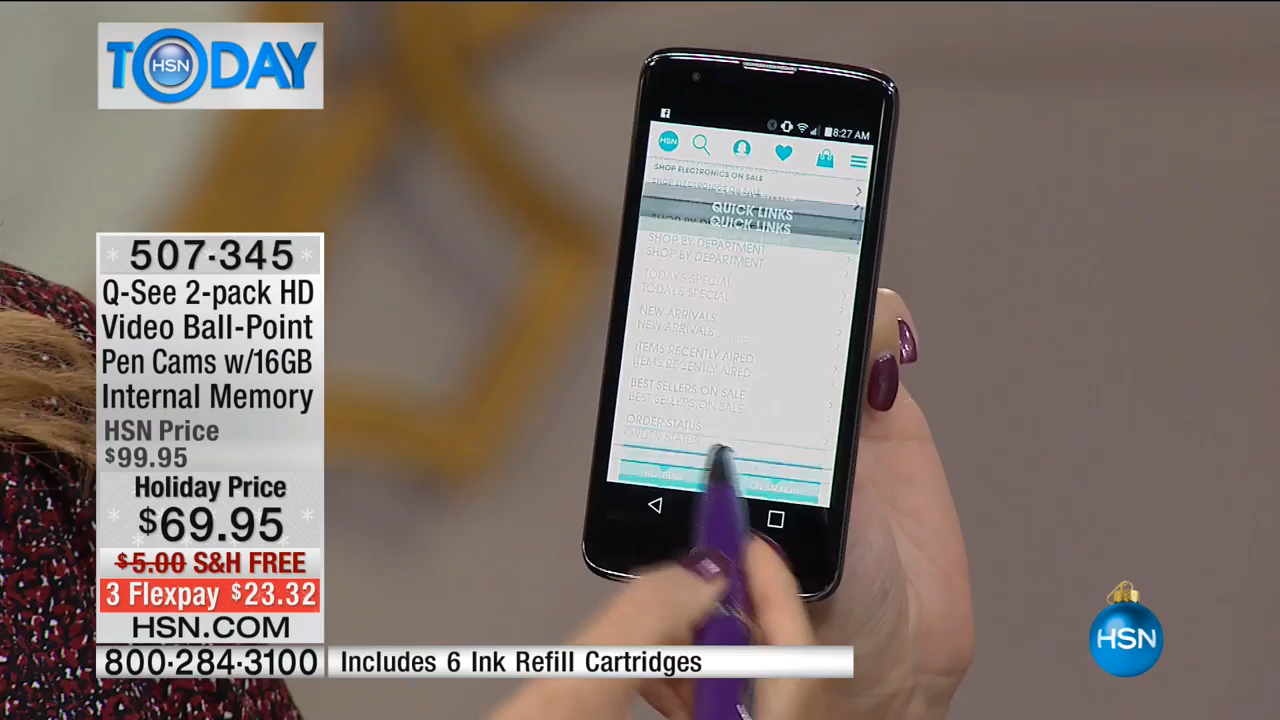 TODAY
HSN
507·345
Q-See 2-pack HD
Video Ball-Point
Pen Cams w/16GB
Internal Memory
HSN Price
$99.95
Holiday Price
$69.95
$5.00 S&H FREE
3 Flexpay $23.32
HSN.COM
800·284·3100
Includes 6 Ink Refill Cartridges
HSN
8:27 AM
HSN
SHOP ELECTRONICS ON SALE
QUICK LINKS
SHOP BY DEPARTMENT
TODAY'S SPECIAL
NEW ARRIVALS
ITEMS RECENTLY AIRED
BEST SELLERS ON SALE
ORDER STATUS